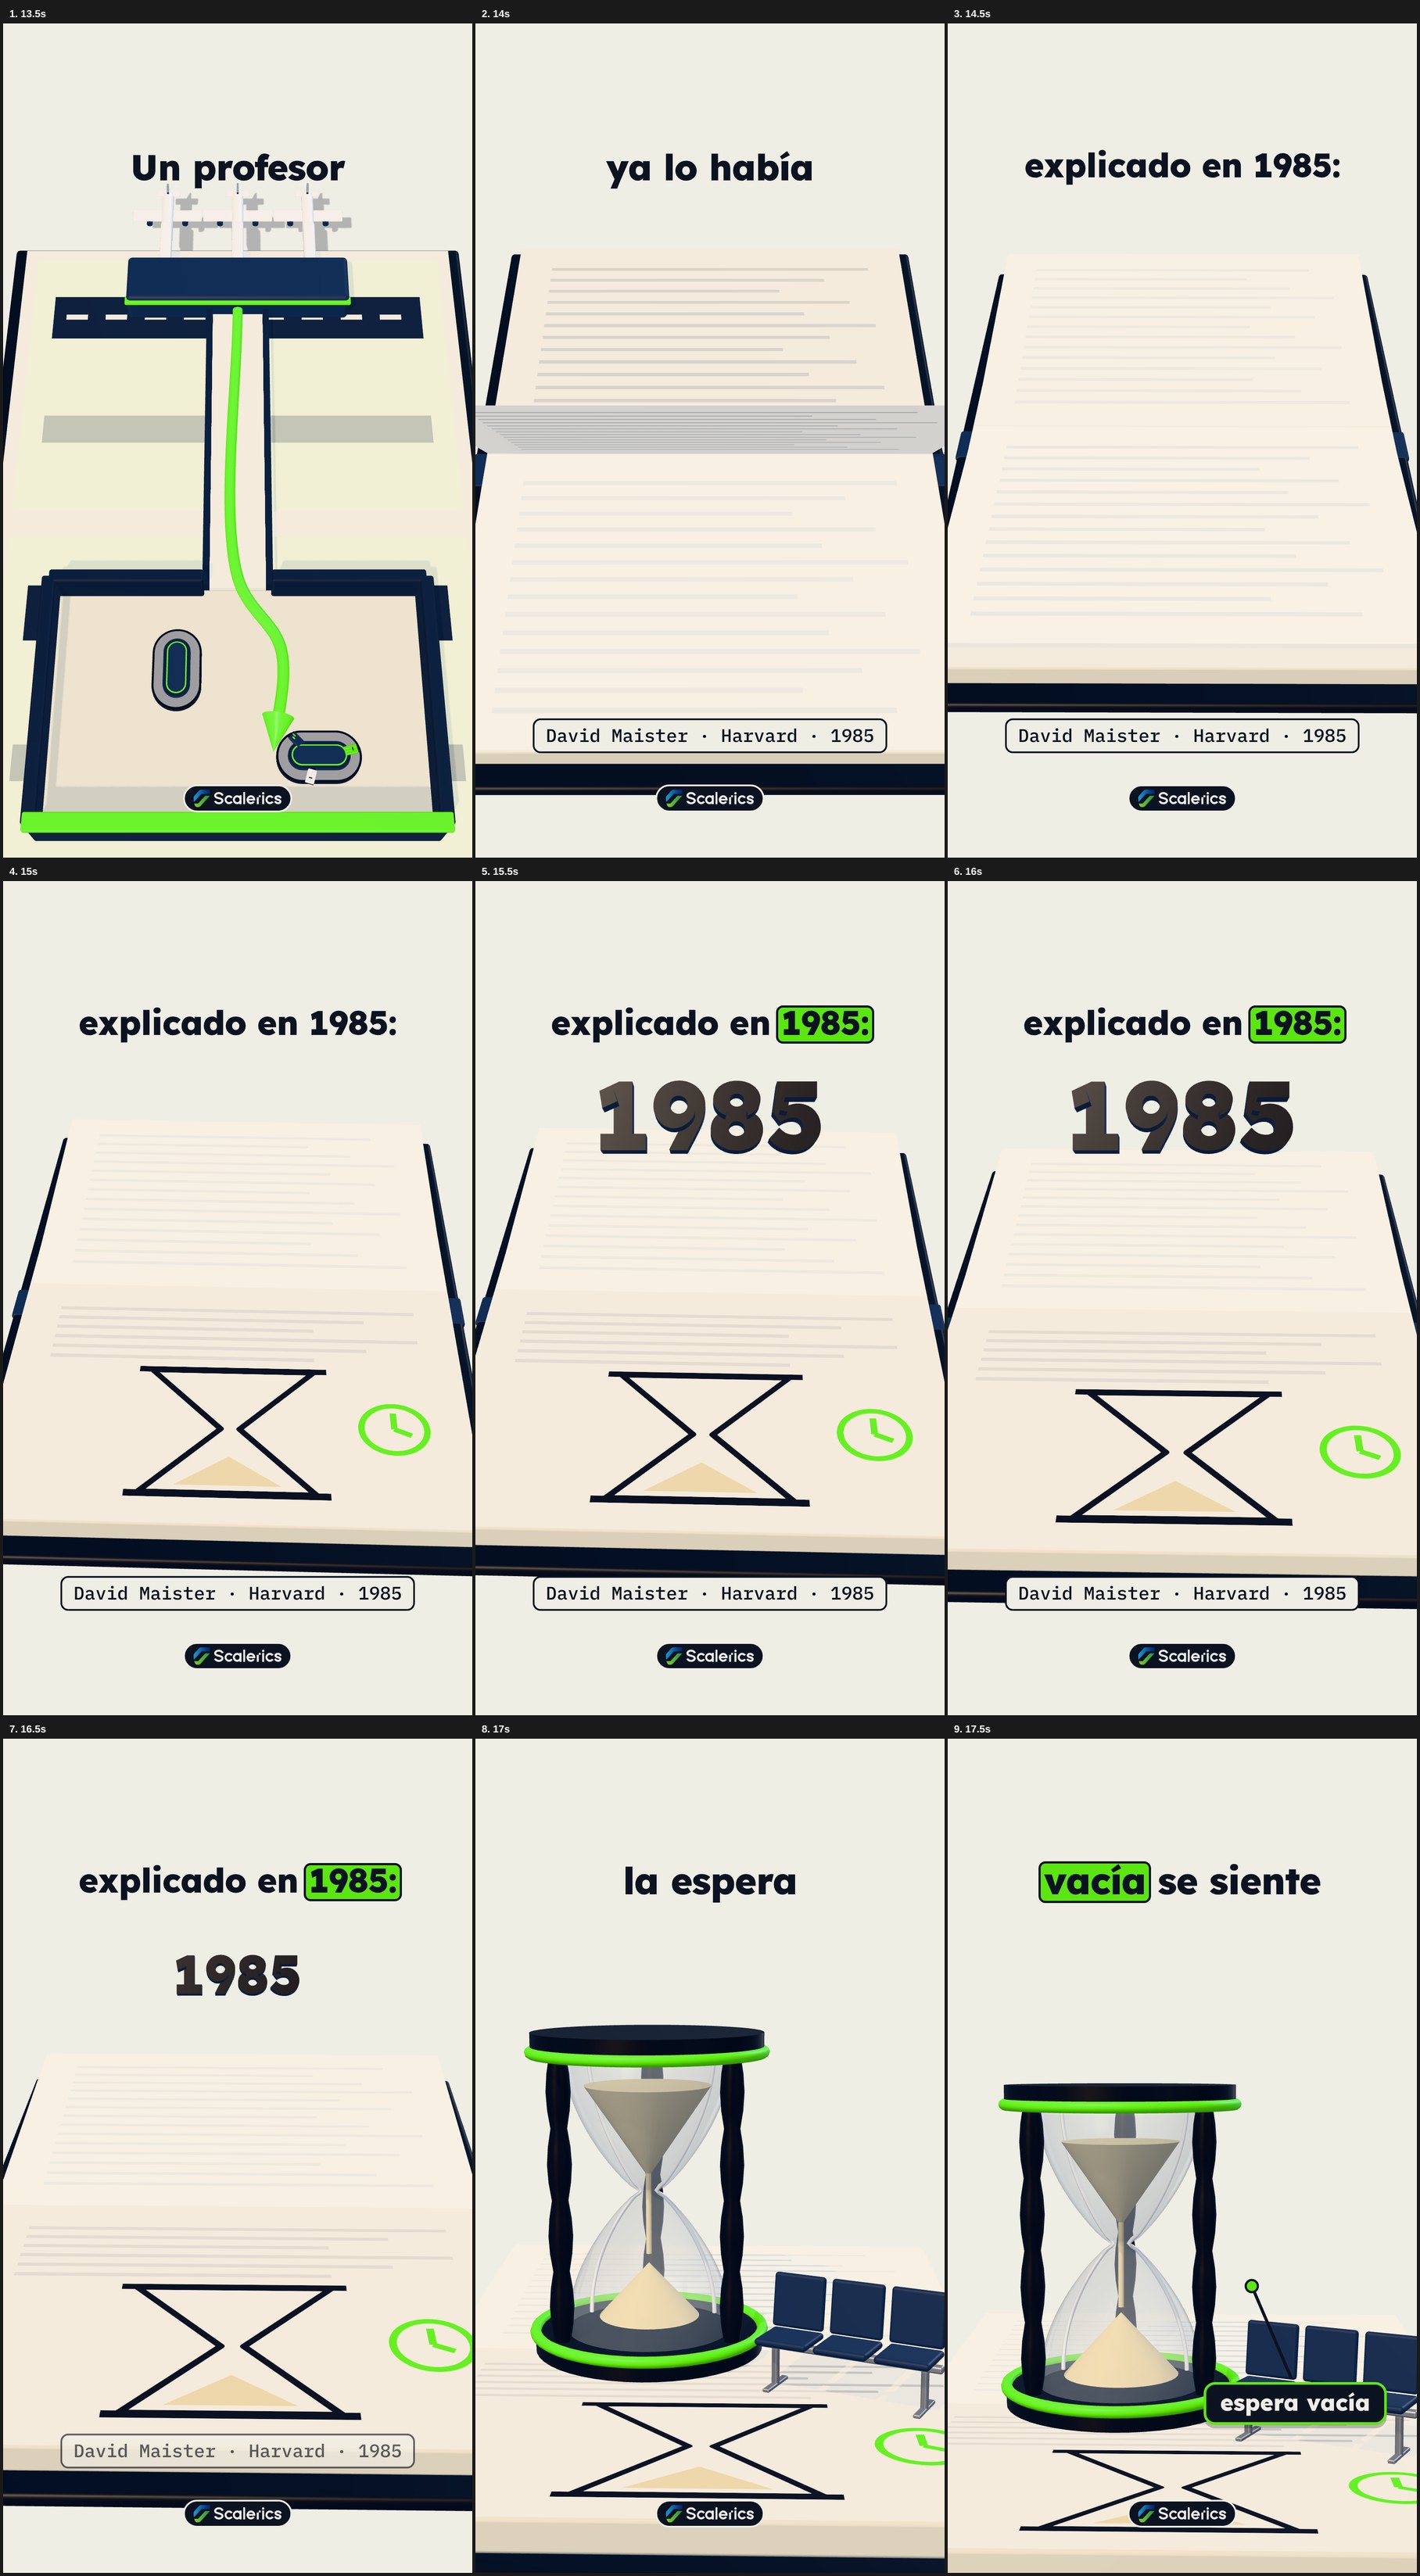 1. 13.5s
Un profesor
Scalerics
2. 14s
ya lo había
David Maister · Harvard · 1985
Scalerics
3. 14.5s
explicado en 1985:
David Maister · Harvard · 1985
Scalerics
4. 15s
explicado en 1985:
David Maister · Harvard · 1985
Scalerics
5. 15.5s
explicado en 1985:
1985
David Maister · Harvard · 1985
Scalerics
6. 16s
explicado en 1985:
1985
David Maister · Harvard · 1985
Scalerics
7. 16.5s
explicado en 1985:
1985
David Maister · Harvard · 1985
Scalerics
8. 17s
la espera
Scalerics
9. 17.5s
vacía se siente
espera vacía
Scalerics